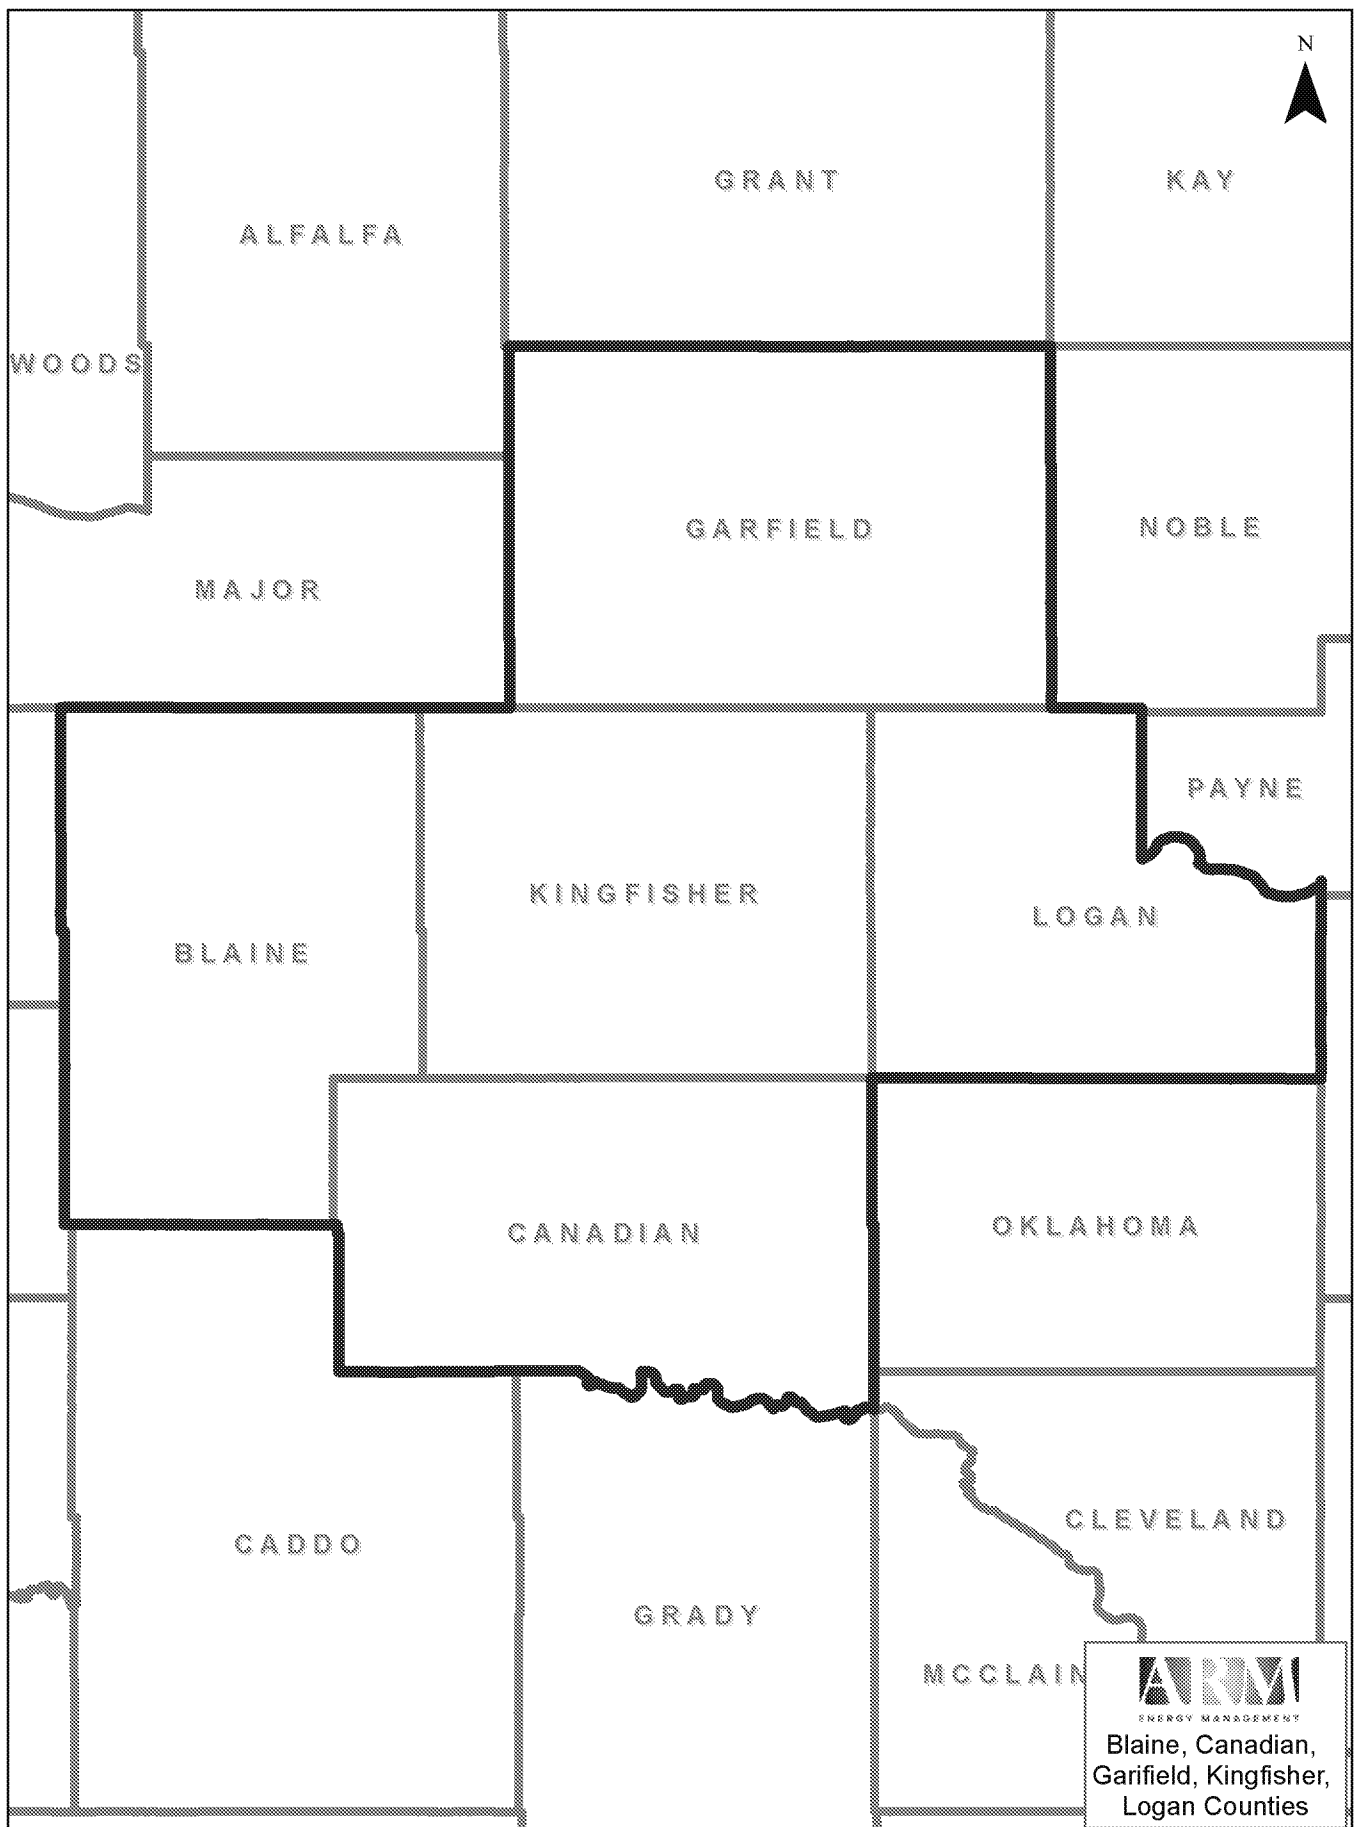 N
GRANT
KAY
ALFALFA
WOODS
GARFIELD
NOBLE
MAJOR
PAYNE
KINGFISHER
LOGAN
BLAINE
CANADIAN
OKLAHOMA
CLEVELAND
CADDO
GRADY
MCCLAIN
ARM
ENERGY MANAGEMENT
Blaine, Canadian,
Garifield, Kingfisher,
Logan Counties